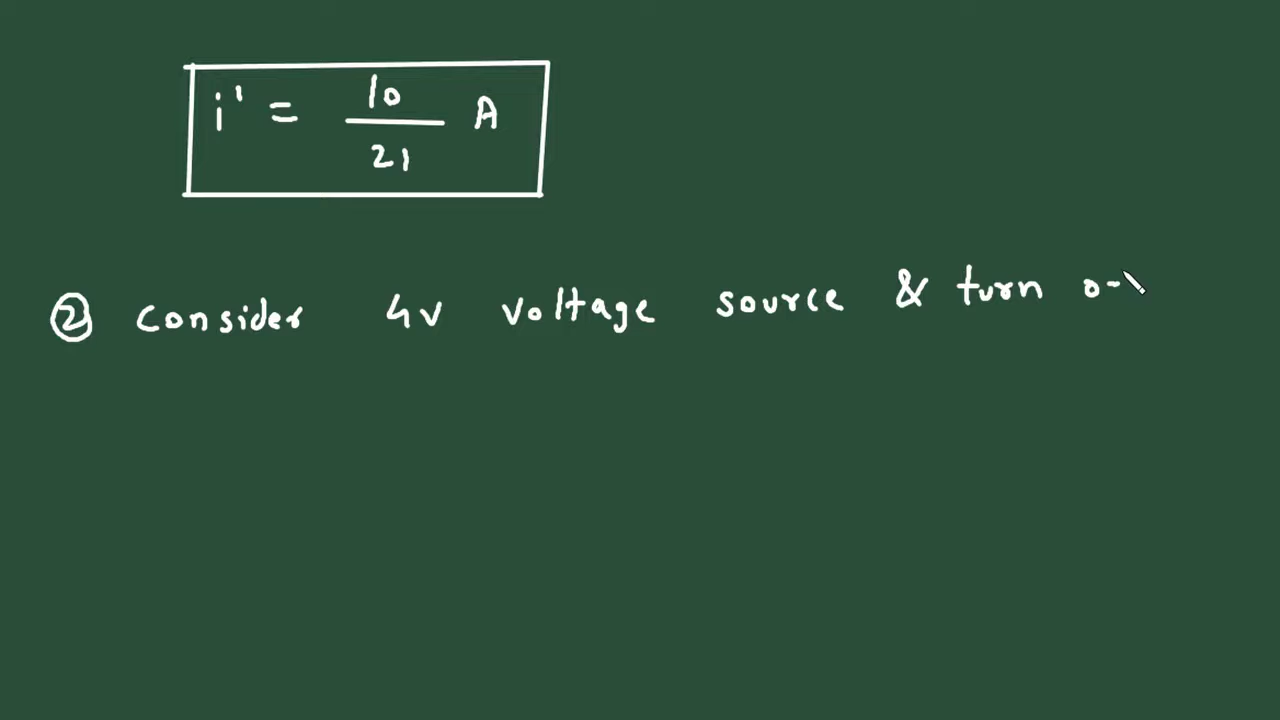 i' = 10/21 A
② Consider 4v voltage source & turn